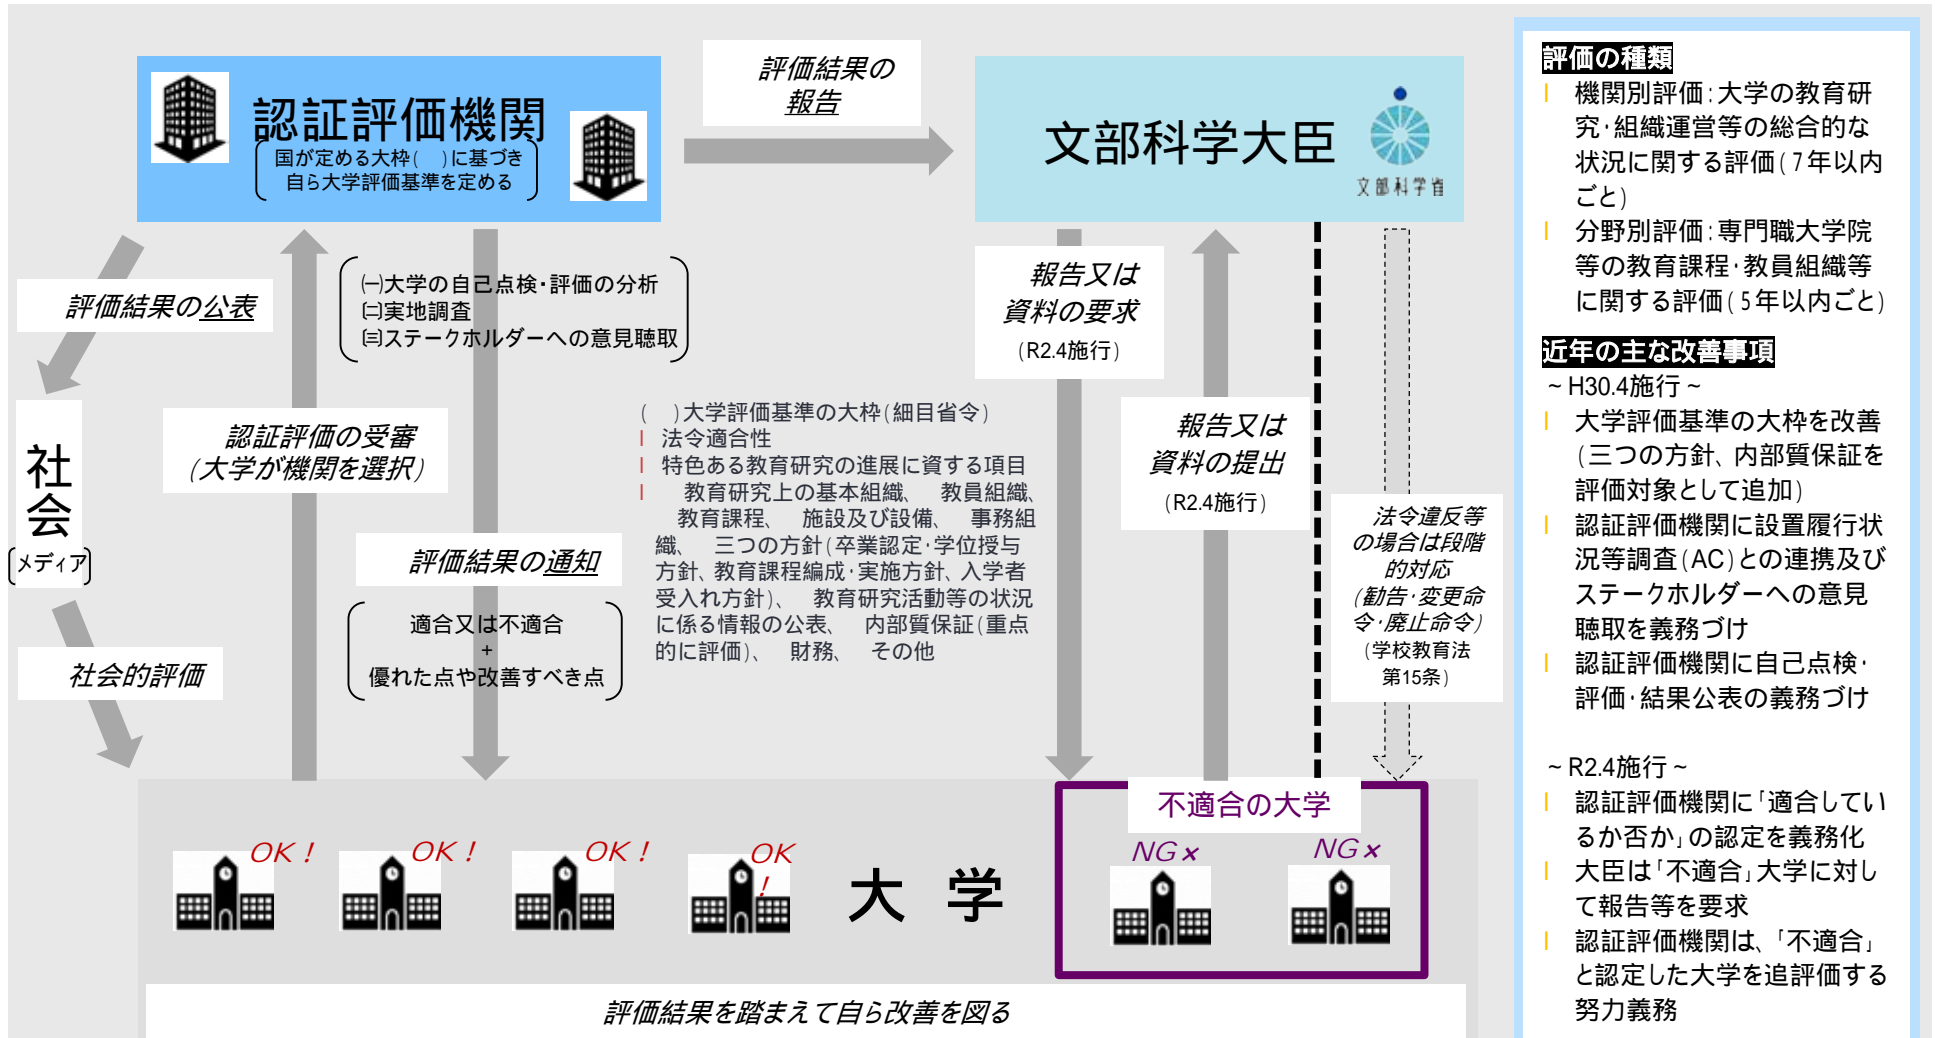 認証評価機関
国が定める大枠(　)に基づき
自ら大学評価基準を定める
評価結果の
報告
文部科学大臣
文部科学省
評価結果の公表
㈠大学の自己点検・評価の分析
㈡実地調査
㈢ステークホルダーへの意見聴取
報告又は
資料の要求
(R2.4施行)
社会
メディア
認証評価の受審
(大学が機関を選択)
(　)大学評価基準の大枠(細目省令)
l 法令適合性
l 特色ある教育研究の進展に資する項目
l 教育研究上の基本組織、　教員組織、
教育課程、　施設及び設備、　事務組
織、　三つの方針(卒業認定・学位授与
方針、教育課程編成・実施方針、入学者
受入れ方針)、　教育研究活動等の状況
に係る情報の公表、　内部質保証(重点
的に評価)、　財務、　その他
報告又は
資料の提出
(R2.4施行)
法令違反等
の場合は段階
的対応
(勧告・変更命
令・廃止命令)
(学校教育法
第15条)
評価結果の通知
適合又は不適合
+
優れた点や改善すべき点
社会的評価
不適合の大学
OK!
OK!
OK!
OK
!
大 学
NG×
NG×
評価結果を踏まえて自ら改善を図る
評価の種類
l 機関別評価:大学の教育研
究・組織運営等の総合的な
状況に関する評価(7年以内
ごと)
l 分野別評価:専門職大学院
等の教育課程・教員組織等
に関する評価(5年以内ごと)
近年の主な改善事項
~H30.4施行~
l 大学評価基準の大枠を改善
(三つの方針、内部質保証を
評価対象として追加)
l 認証評価機関に設置履行状
況等調査(AC)との連携及び
ステークホルダーへの意見
聴取を義務づけ
l 認証評価機関に自己点検・
評価・結果公表の義務づけ
~R2.4施行~
l 認証評価機関に「適合してい
るか否か」の認定を義務化
l 大臣は「不適合」大学に対し
て報告等を要求
l 認証評価機関は、「不適合」
と認定した大学を追評価する
努力義務